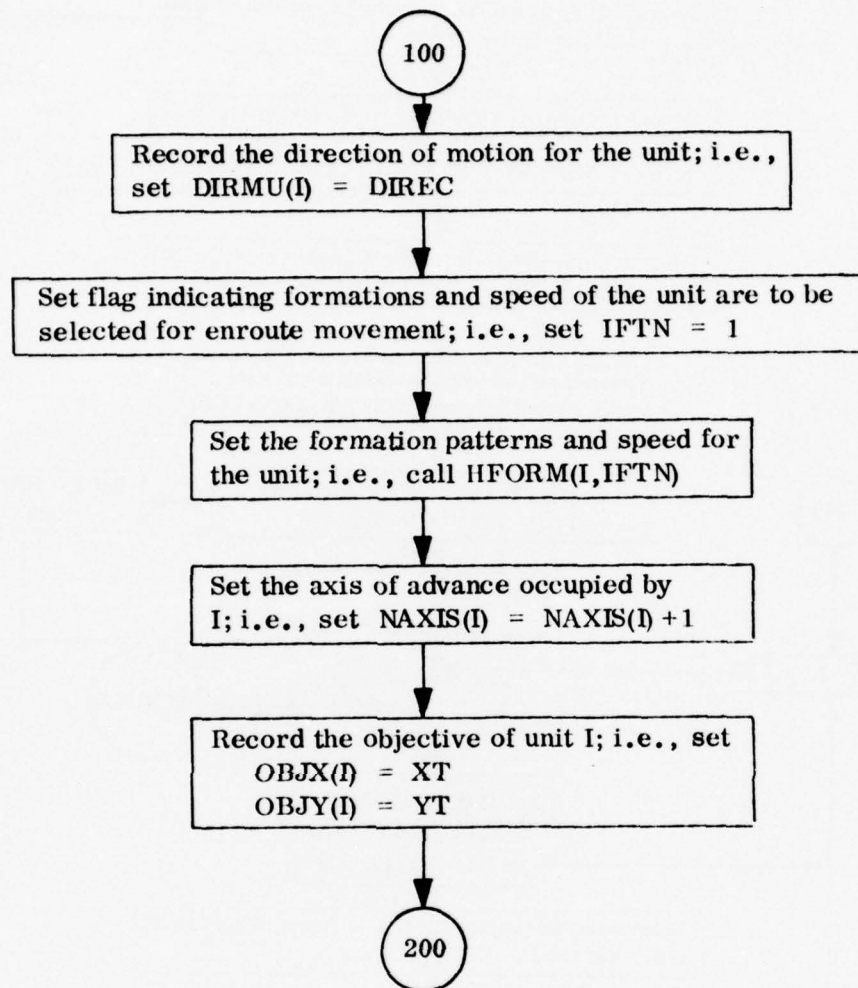 100
Record the direction of motion for the unit; i.e.,
set DIRMU(I) = DIREC
Set flag indicating formations and speed of the unit are to be
selected for enroute movement; i.e., set IFTN = 1
Set the formation patterns and speed for
the unit; i.e., call HFORM(I,IFTN)
Set the axis of advance occupied by
I; i.e., set NAXIS(I) = NAXIS(I) +1
Record the objective of unit I; i.e., set
OBJX(I) = XT
OBJY(I) = YT
200